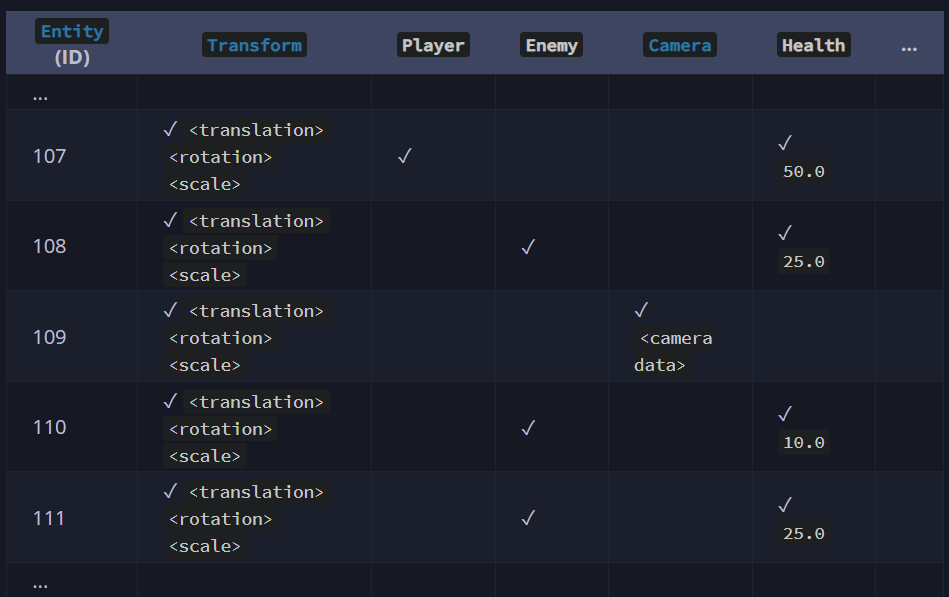 Entity Transform Player Enemy Camera Health ...
(ID)
...
107 ✓ <translation> ✓ ✓
<rotation> 50.0
<scale>
108 ✓ <translation> ✓ ✓
<rotation> 25.0
<scale>
109 ✓ <translation> ✓
<rotation> <camera
<scale> data>
110 ✓ <translation> ✓ ✓
<rotation> 10.0
<scale>
111 ✓ <translation> ✓ ✓
<rotation> 25.0
<scale>
...